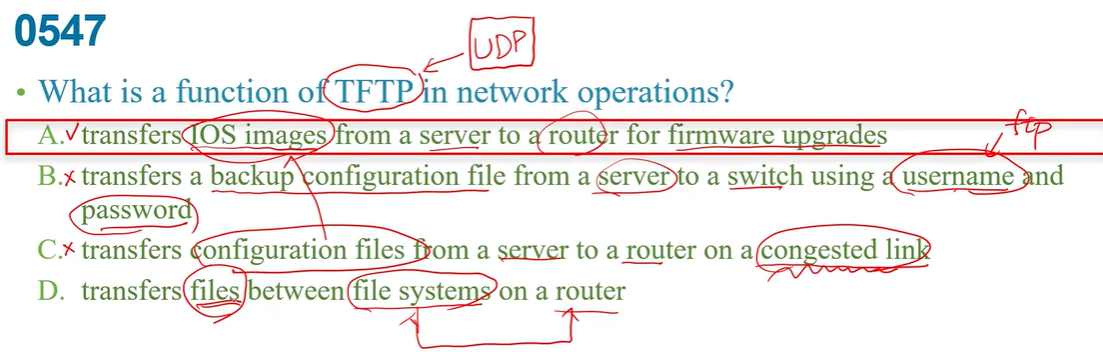 0547
UDP
• What is a function of TFTP in network operations?
A. ✓ transfers IOS images from a server to a router for firmware upgrades
ftp
B. × transfers a backup configuration file from a server to a switch using a username and
password
C. × transfers configuration files from a server to a router on a congested link
D. transfers files between file systems on a router